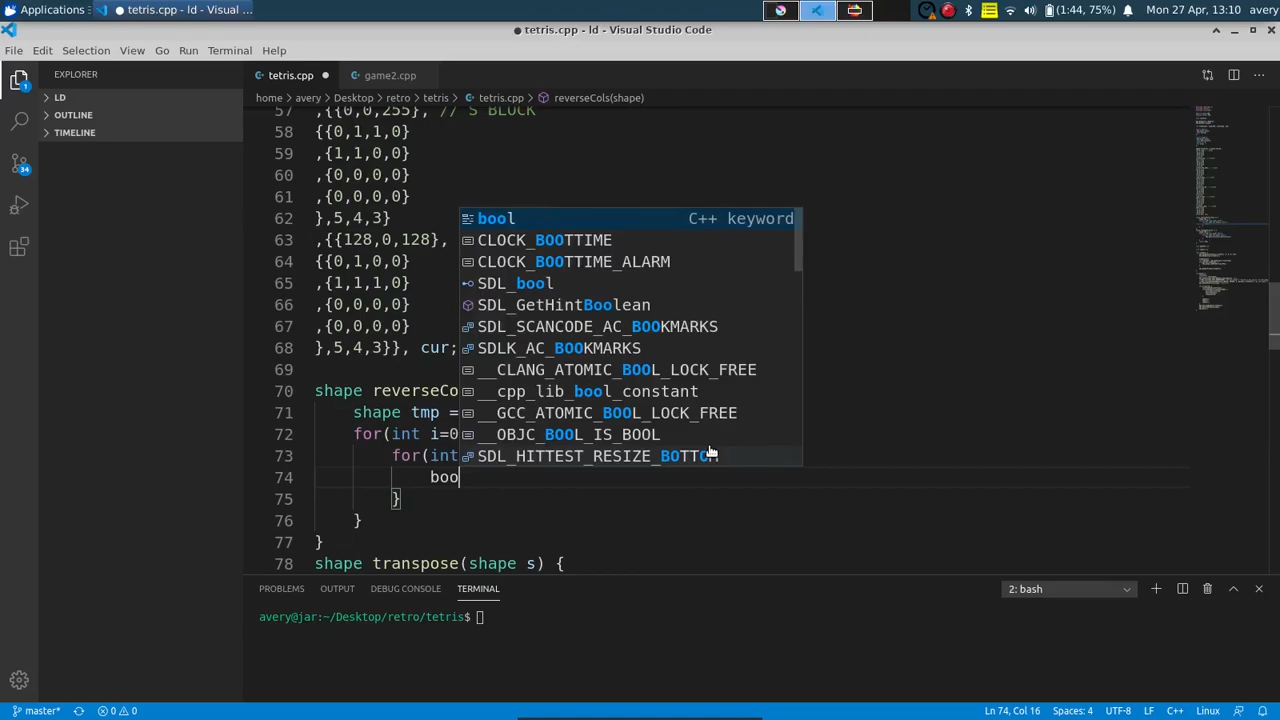 Applications
tetris.cpp - ld - Visual ...
(1:44, 75%)
Mon 27 Apr, 13:10
avery
tetris.cpp - ld - Visual Studio Code
File Edit Selection View Go Run Terminal Help
EXPLORER
LD
OUTLINE
TIMELINE
1
34
tetris.cpp
game2.cpp
home > avery > Desktop > retro > tetris > tetris.cpp > reverseCols(shape)
57 ,{{0,0,255}, // S BLOCK
58 {{0,1,1,0}
59 ,{1,1,0,0}
60 ,{0,0,0,0}
61 ,{0,0,0,0}
62 },5,4,3}
63 ,{{128,0,128},
64 {{0,1,0,0}
65 ,{1,1,1,0}
66 ,{0,0,0,0}
67 ,{0,0,0,0}
68 },5,4,3}}, cur;
69
70 shape reverseCo
71 shape tmp =
72 for(int i=0
73 for(int
74 boo
75 }
76 }
77 }
78 shape transpose(shape s) {
bool C++ keyword
CLOCK_BOOTTIME
CLOCK_BOOTTIME_ALARM
SDL_bool
SDL_GetHintBoolean
SDL_SCANCODE_AC_BOOKMARKS
SDLK_AC_BOOKMARKS
__CLANG_ATOMIC_BOOL_LOCK_FREE
__cpp_lib_bool_constant
__GCC_ATOMIC_BOOL_LOCK_FREE
__OBJC_BOOL_IS_BOOL
SDL_HITTEST_RESIZE_BOTTOM
PROBLEMS OUTPUT DEBUG CONSOLE TERMINAL
2: bash
avery@jar:~/Desktop/retro/tetris$
master* 0 0
Ln 74, Col 16 Spaces: 4 UTF-8 LF C++ Linux